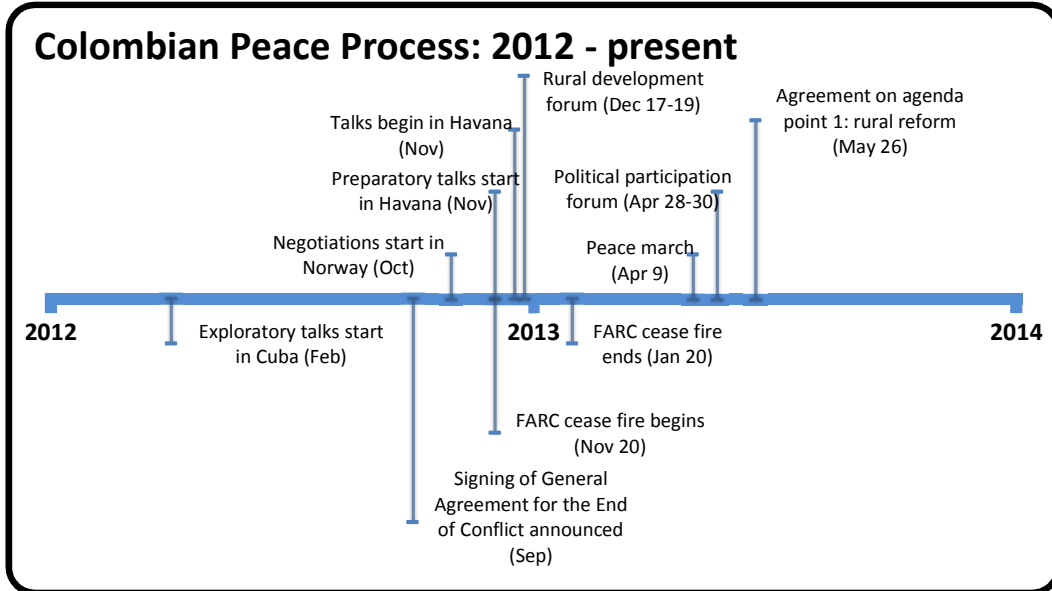 Colombian Peace Process: 2012 - present
Rural development
forum (Dec 17-19)
Agreement on agenda
point 1: rural reform
(May 26)
Talks begin in Havana
(Nov)
Preparatory talks start
in Havana (Nov)
Political participation
forum (Apr 28-30)
Negotiations start in
Norway (Oct)
Peace march
(Apr 9)
2012
2013
2014
Exploratory talks start
in Cuba (Feb)
FARC cease fire
ends (Jan 20)
FARC cease fire begins
(Nov 20)
Signing of General
Agreement for the End
of Conflict announced
(Sep)